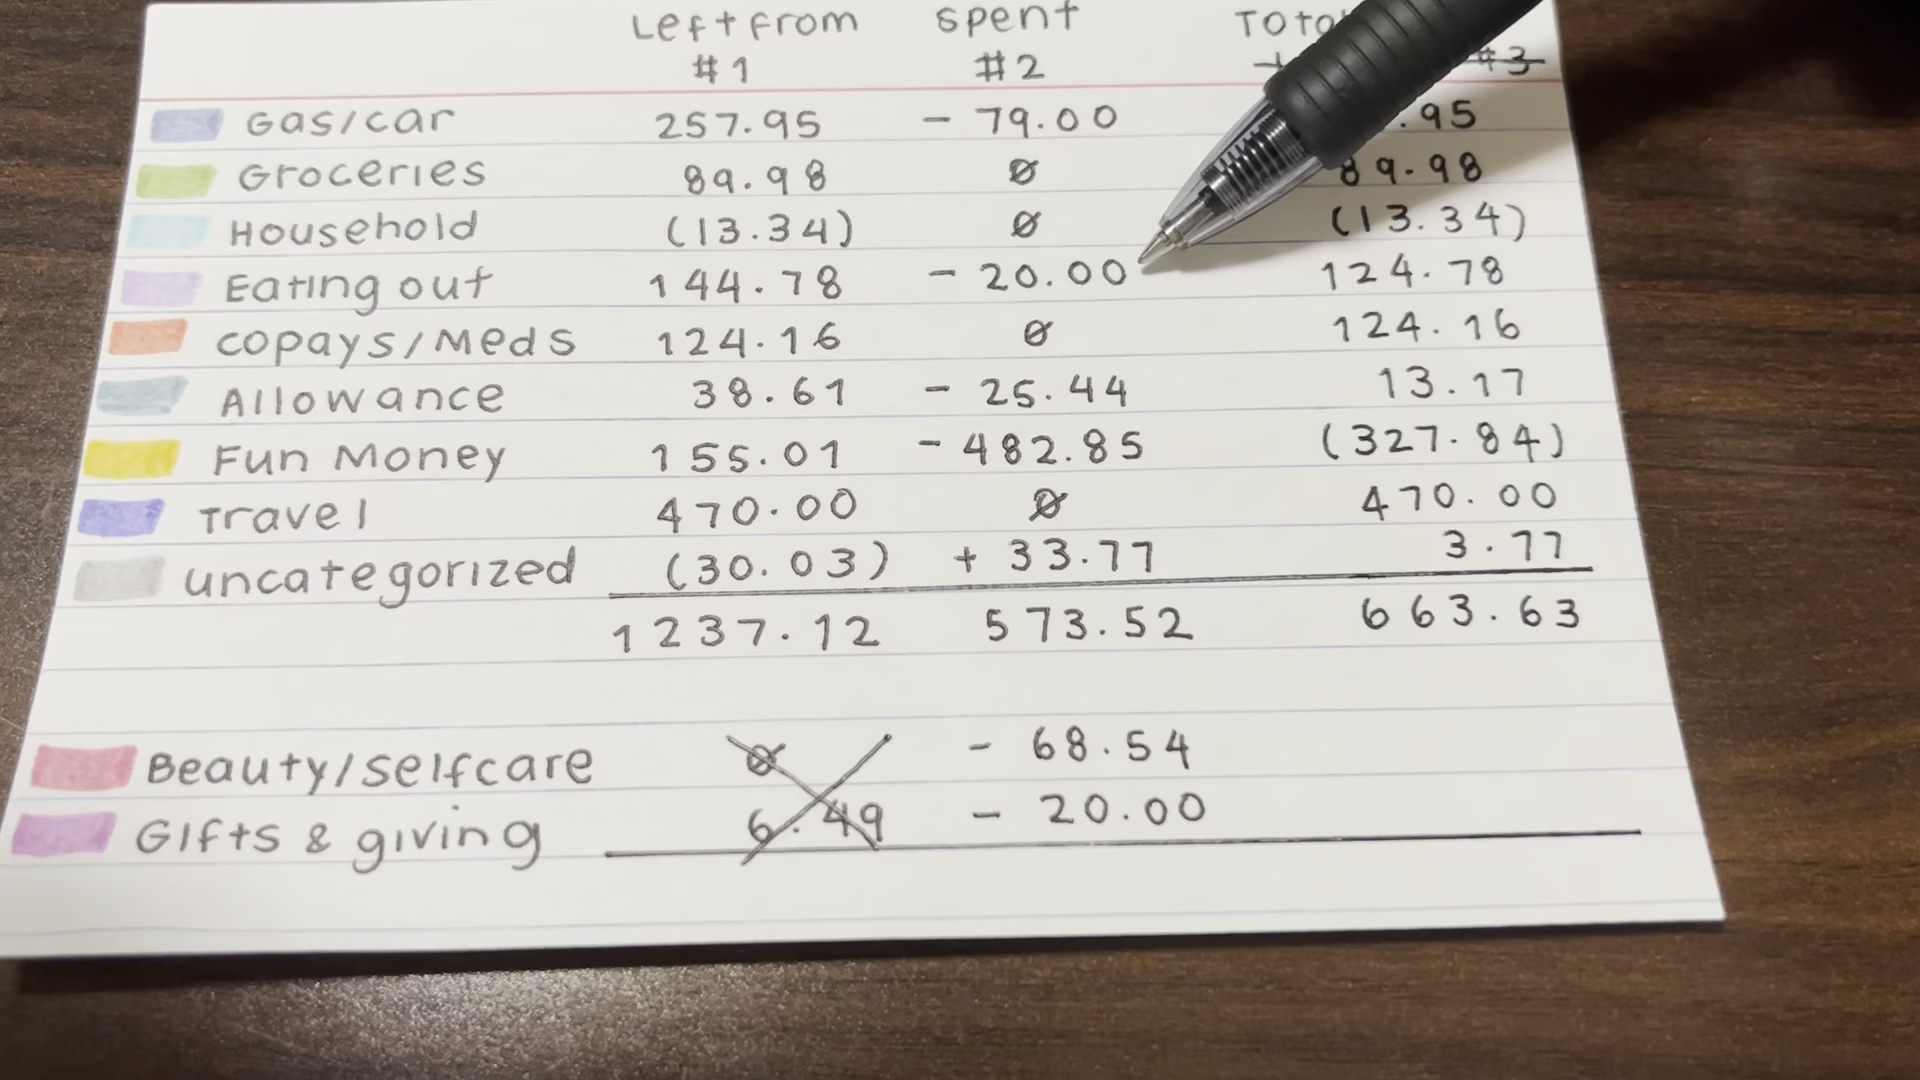 Left from Spent Tota
#1 #2 #3
Gas/car 257.95 - 79.00 .95
Groceries 89.98 ∅ 89.98
Household (13.34) ∅ (13.34)
Eating out 144.78 - 20.00 124.78
Copays/Meds 124.16 ∅ 124.16
Allowance 38.61 - 25.44 13.17
Fun Money 155.01 - 482.85 (327.84)
Travel 470.00 ∅ 470.00
uncategorized (30.03) + 33.77 3.77
1237.12 573.52 663.63
Beauty/selfcare ∅ - 68.54
Gifts & giving 6.49 - 20.00